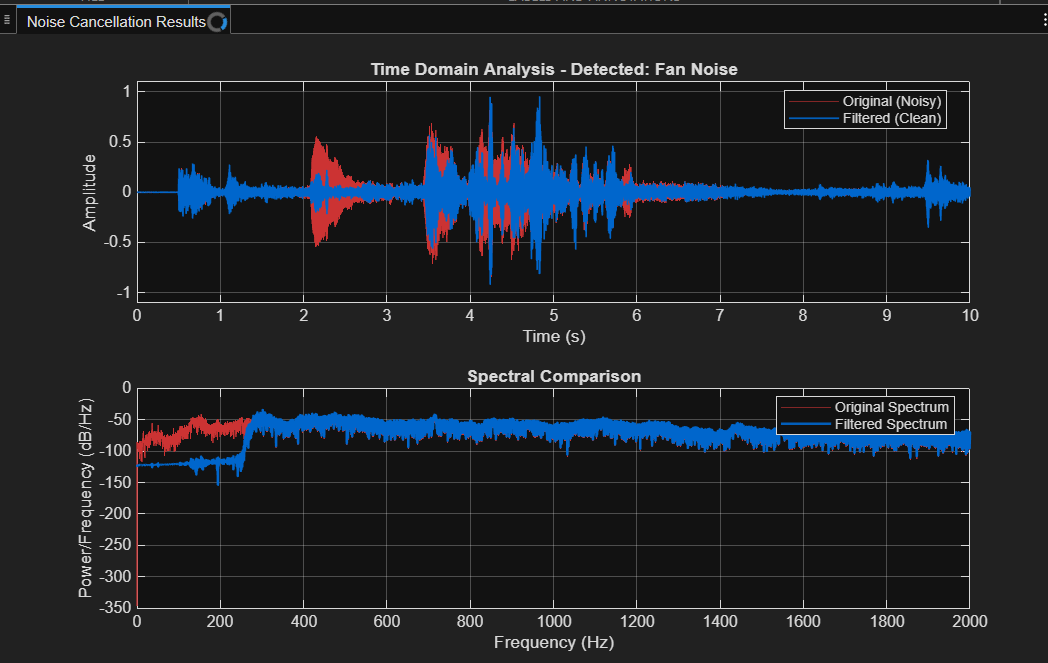 Noise Cancellation Results
Time Domain Analysis - Detected: Fan Noise
Original (Noisy)
Filtered (Clean)
1
0.5
0
-0.5
-1
Amplitude
0 1 2 3 4 5 6 7 8 9 10
Time (s)
Spectral Comparison
Original Spectrum
Filtered Spectrum
0
-50
-100
-150
-200
-250
-300
-350
Power/Frequency (dB/Hz)
0 200 400 600 800 1000 1200 1400 1600 1800 2000
Frequency (Hz)